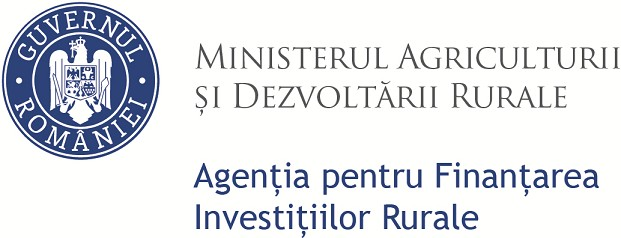 GUVERNUL ROMÂNIEI
MINISTERUL AGRICULTURII
ȘI DEZVOLTĂRII RURALE
Agenția pentru Finanțarea
Investițiilor Rurale